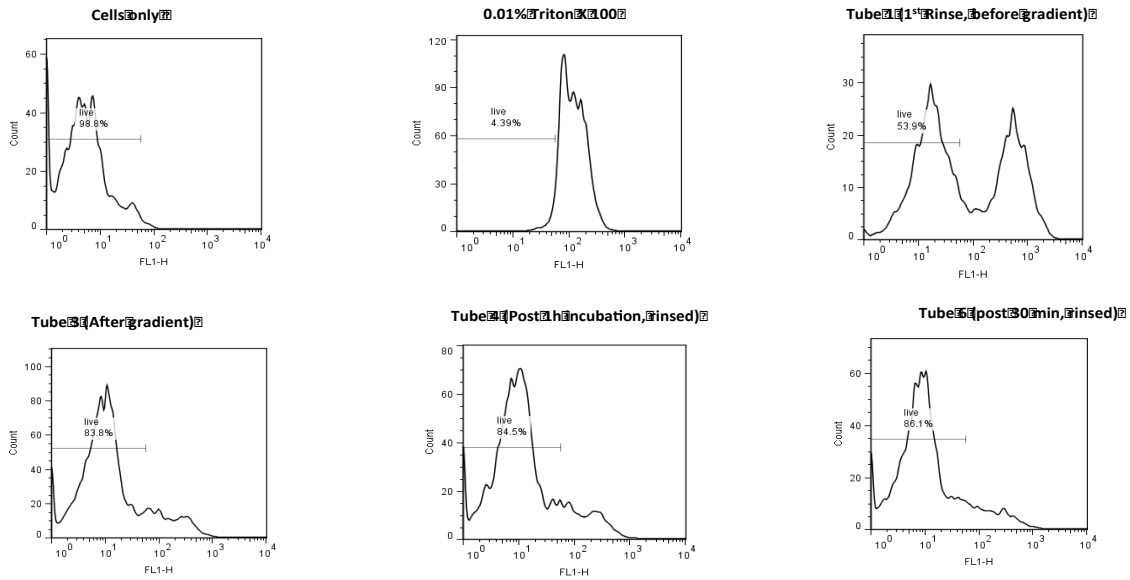 Cells only
0.01% Triton X 100
Tube 1 (1st Rinse, before gradient)
60
40
20
0
Count
live
98.8%
10^0 10^1 10^2 10^3 10^4
FL1-H
120
90
60
30
0
Count
live
4.39%
10^1 10^2 10^3 10^4
FL1-H
30
20
10
0
Count
live
53.9%
10^0 10^1 10^2 10^3 10^4
FL1-H
Tube 3 (After gradient)
Tube 4 (Post 1h incubation, rinsed)
Tube 6 (post 30 min, rinsed)
100
80
60
40
20
0
Count
live
83.8%
10^0 10^1 10^2 10^3 10^4
FL1-H
80
60
40
20
0
Count
live
84.5%
10^0 10^1 10^2 10^3 10^4
FL1-H
60
40
20
0
Count
live
86.1%
10^0 10^1 10^2 10^3 10^4
FL1-H